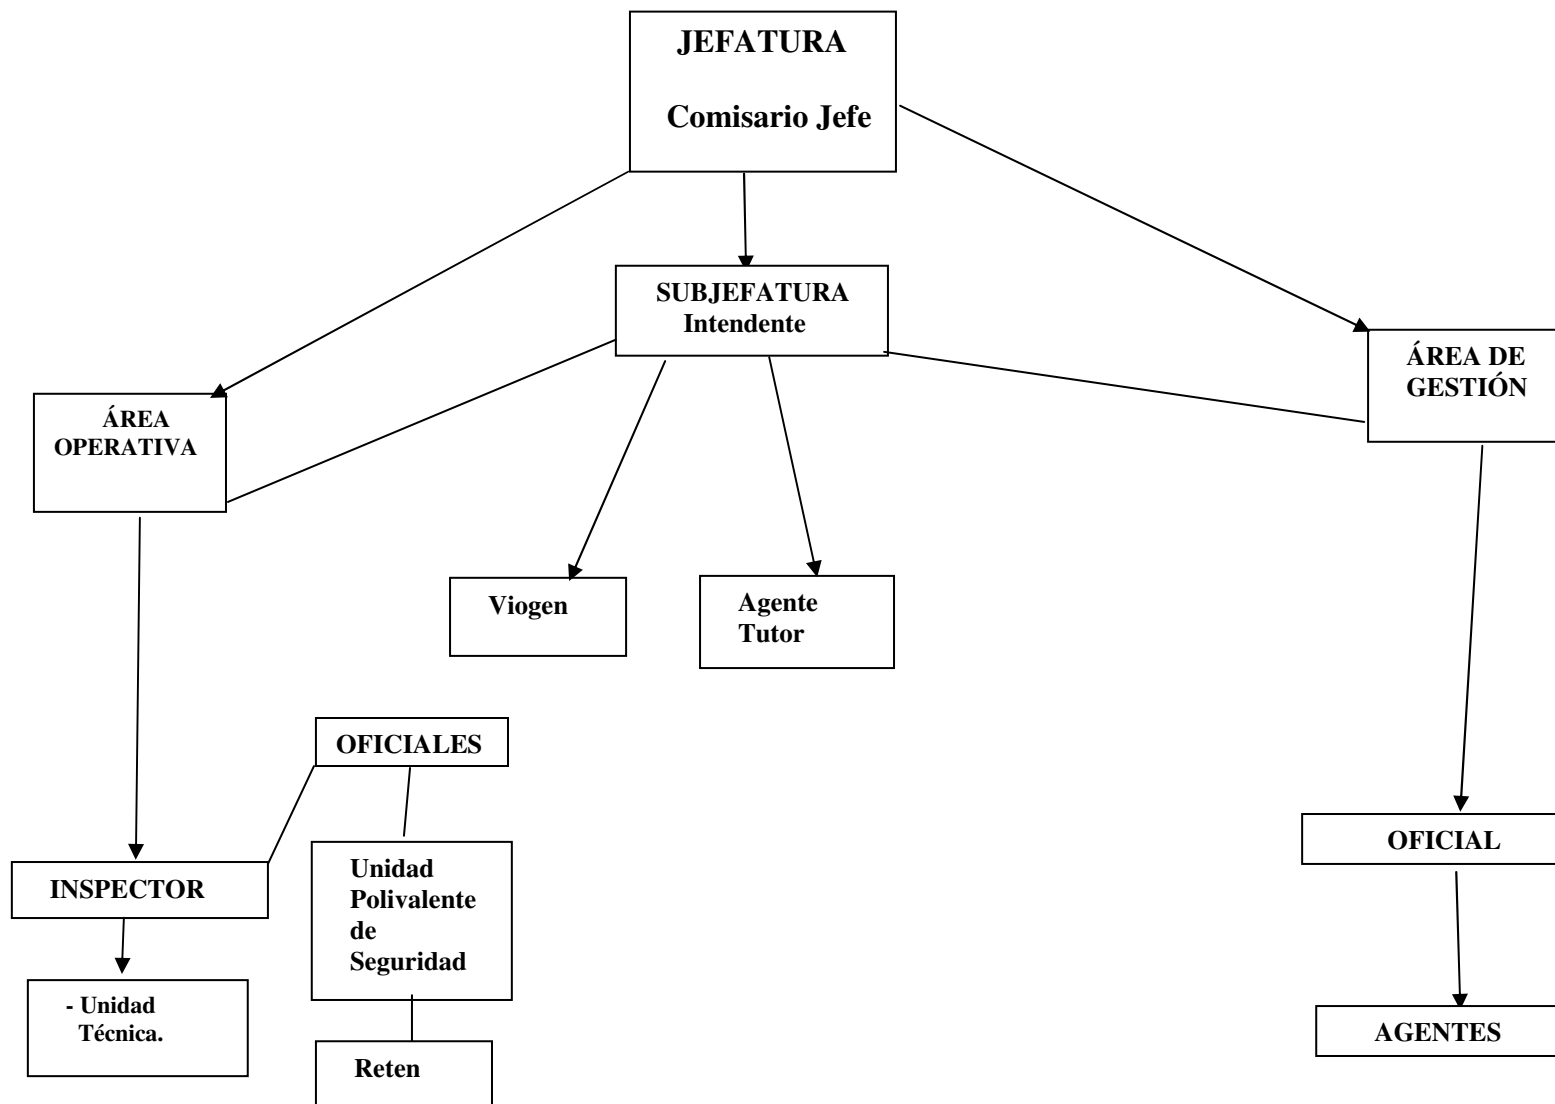 JEFATURA
Comisario Jefe
SUBJEFATURA
Intendente
ÁREA DE
GESTIÓN
ÁREA
OPERATIVA
Viogen
Agente
Tutor
OFICIALES
OFICIAL
INSPECTOR
Unidad
Polivalente
de
Seguridad
- Unidad
Técnica.
AGENTES
Reten